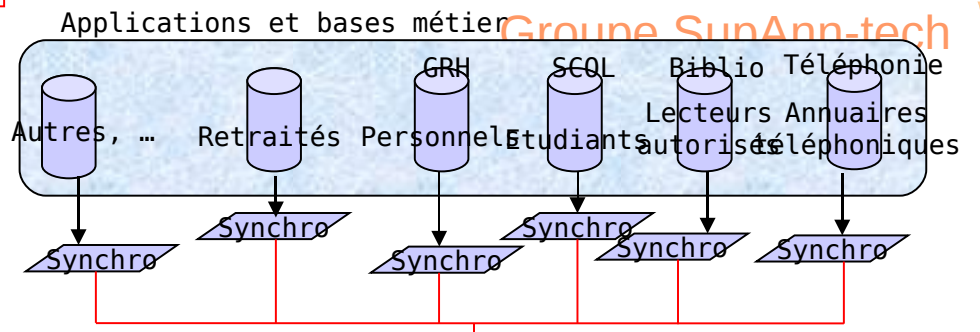 Applications et bases métier
Groupe SupAnn-tech
GRH
SCOL
Biblio
Téléphonie
Autres, …
Retraités
Personnels
Etudiants
Lecteurs
autorisés
Annuaires
téléphoniques
Synchro
Synchro
Synchro
Synchro
Synchro
Synchro